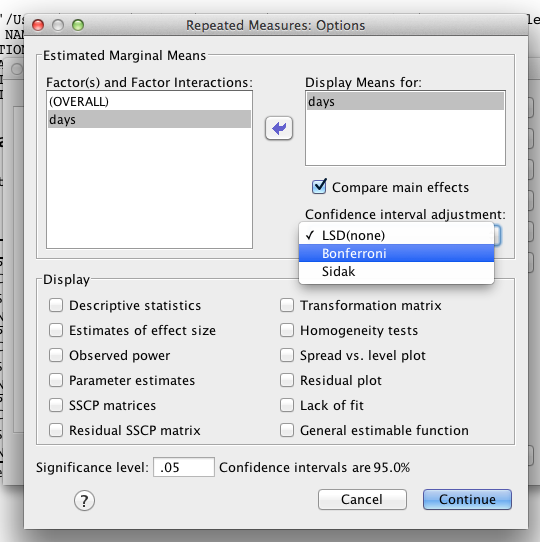 '/Us
Repeated Measures: Options
le
NAM
TION
Estimated Marginal Means
Factor(s) and Factor Interactions:
Display Means for:
(OVERALL)
days
days
Compare main effects
Confidence interval adjustment:
✓ LSD(none)
Bonferroni
Sidak
Display
Descriptive statistics
Transformation matrix
Estimates of effect size
Homogeneity tests
Observed power
Spread vs. level plot
Parameter estimates
Residual plot
SSCP matrices
Lack of fit
Residual SSCP matrix
General estimable function
Significance level: .05 Confidence intervals are 95.0%
?
Cancel
Continue